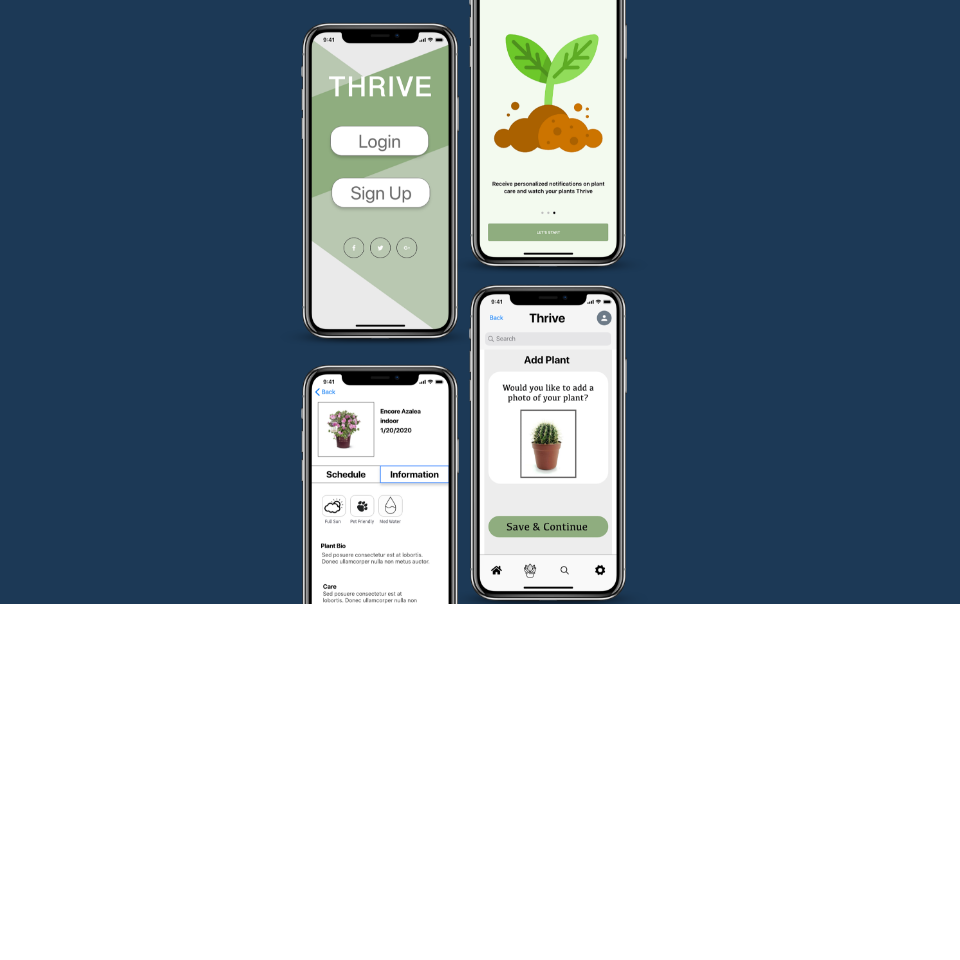 9:41
THRIVE
Login
Sign Up
Receive personalized notifications on plant
care and watch your plants Thrive
LET'S START
9:41
Back
Thrive
Search
Add Plant
Would you like to add a
photo of your plant?
Save & Continue
9:41
Back
Encore Azalea
indoor
1/20/2020
Schedule
Information
Full Sun
Pet Friendly
Med Water
Plant Bio
Sed posuere consectetur est at lobortis.
Donec ullamcorper nulla non metus auctor.
Care
Sed posuere consectetur est at
lobortis. Donec ullamcorper nulla non